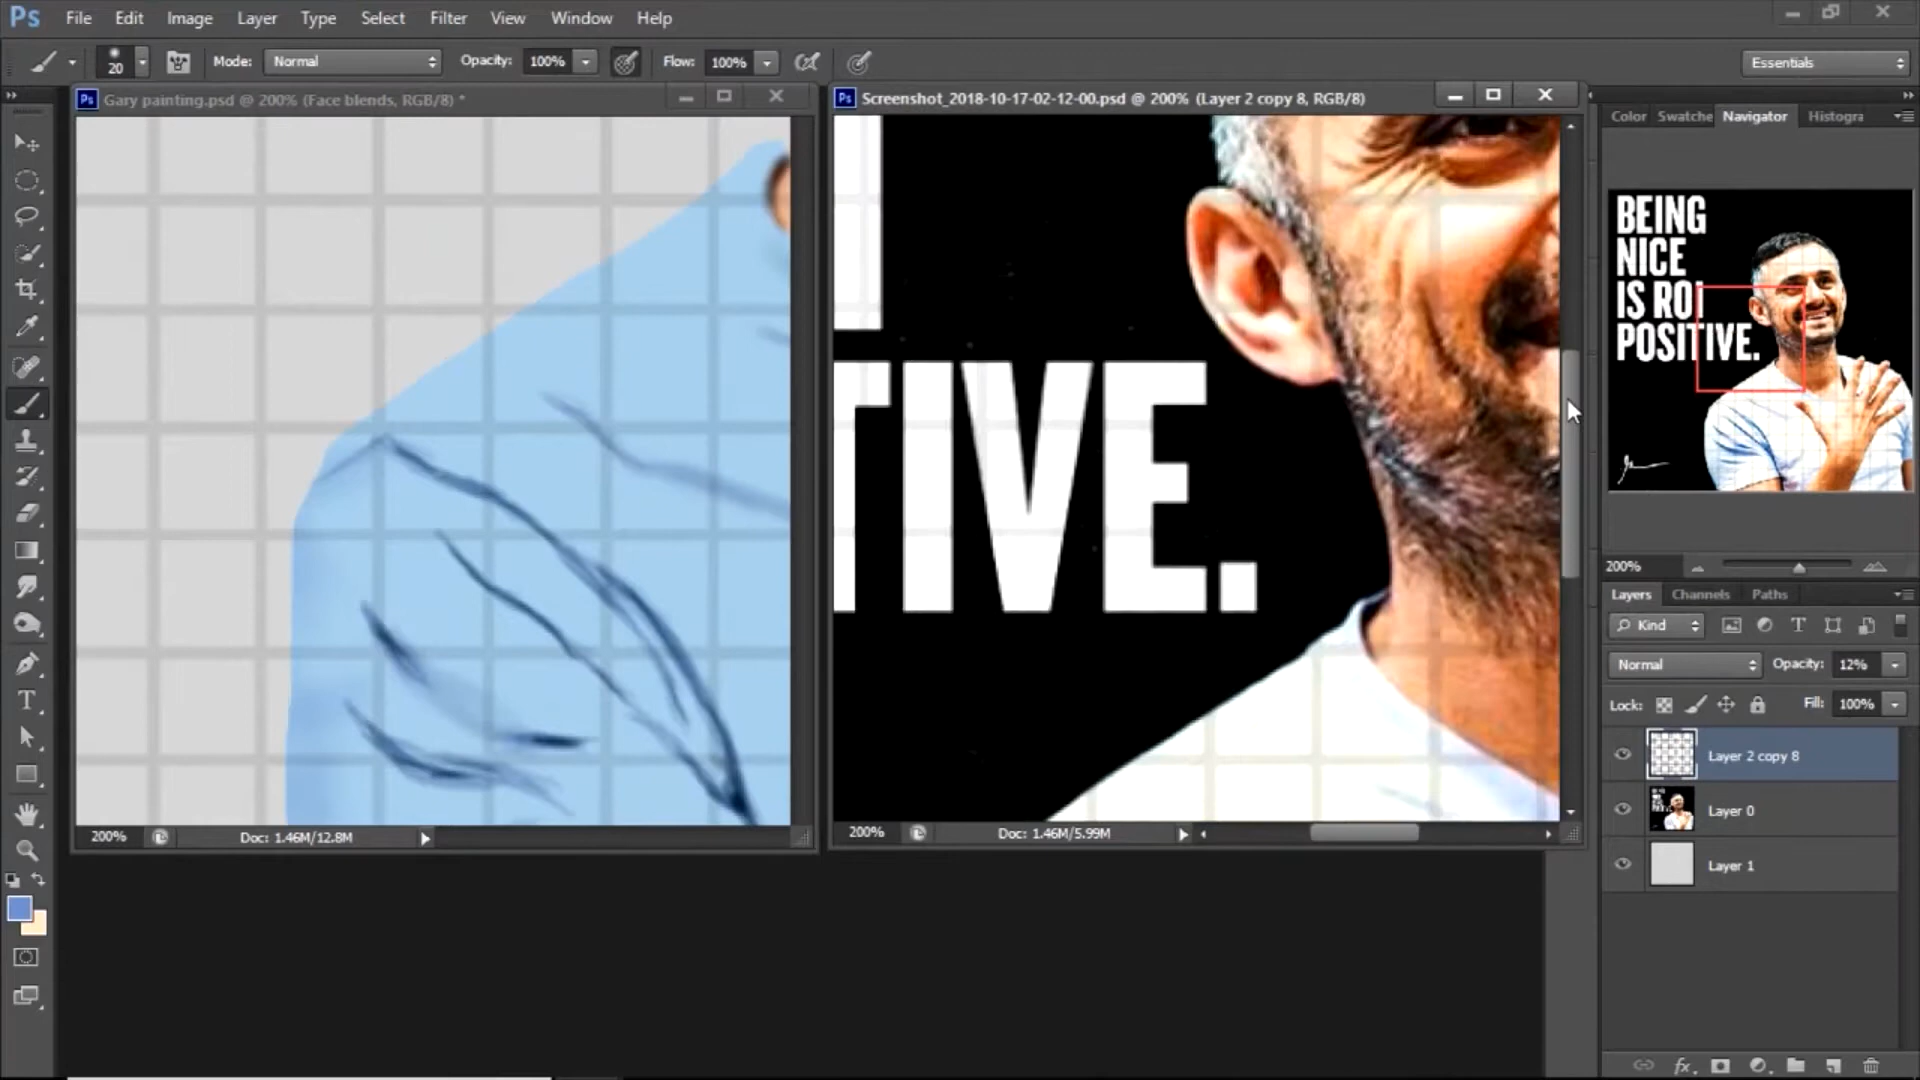 Ps File Edit Image Layer Type Select Filter View Window Help
20 Mode: Normal Opacity: 100% Flow: 100% Essentials
Ps Gary painting.psd @ 200% (Face blends, RGB/8) *
Ps Screenshot_2018-10-17-02-12-00.psd @ 200% (Layer 2 copy 8, RGB/8)
Color Swatche Navigator Histogra
BEING
NICE
IS ROI
POSITIVE.
TIVE.
200%
Layers Channels Paths
Kind
Normal Opacity: 12%
Lock: Fill: 100%
Layer 2 copy 8
Layer 0
Layer 1
200% Doc: 1.46M/12.8M
200% Doc: 1.46M/5.99M